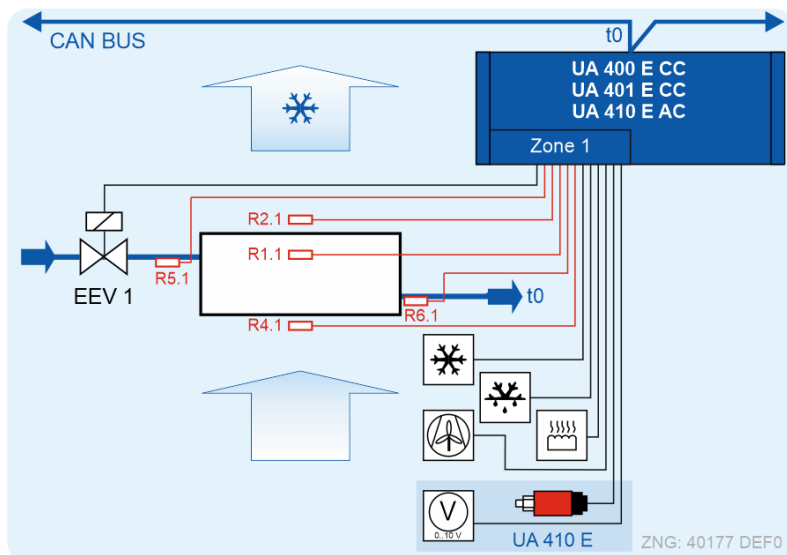 CAN BUS
t0
UA 400 E CC
UA 401 E CC
UA 410 E AC
Zone 1
R2.1
R1.1
R5.1
EEV 1
t0
R6.1
R4.1
V
0..10 V
UA 410 E
ZNG: 40177 DEF0